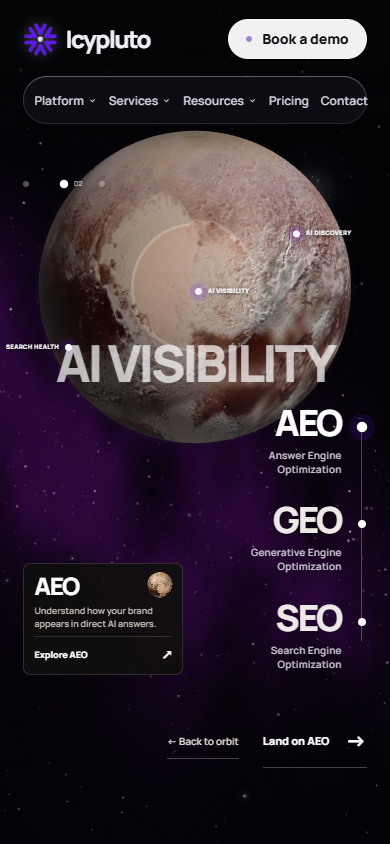 Icypluto
Book a demo
Platform
Services
Resources
Pricing
Contact
02
AI DISCOVERY
AI VISIBILITY
SEARCH HEALTH
AI VISIBILITY
AEO
Answer Engine
Optimization
GEO
Generative Engine
Optimization
AEO
Understand how your brand
appears in direct AI answers.
Explore AEO ↗
SEO
Search Engine
Optimization
← Back to orbit
Land on AEO →